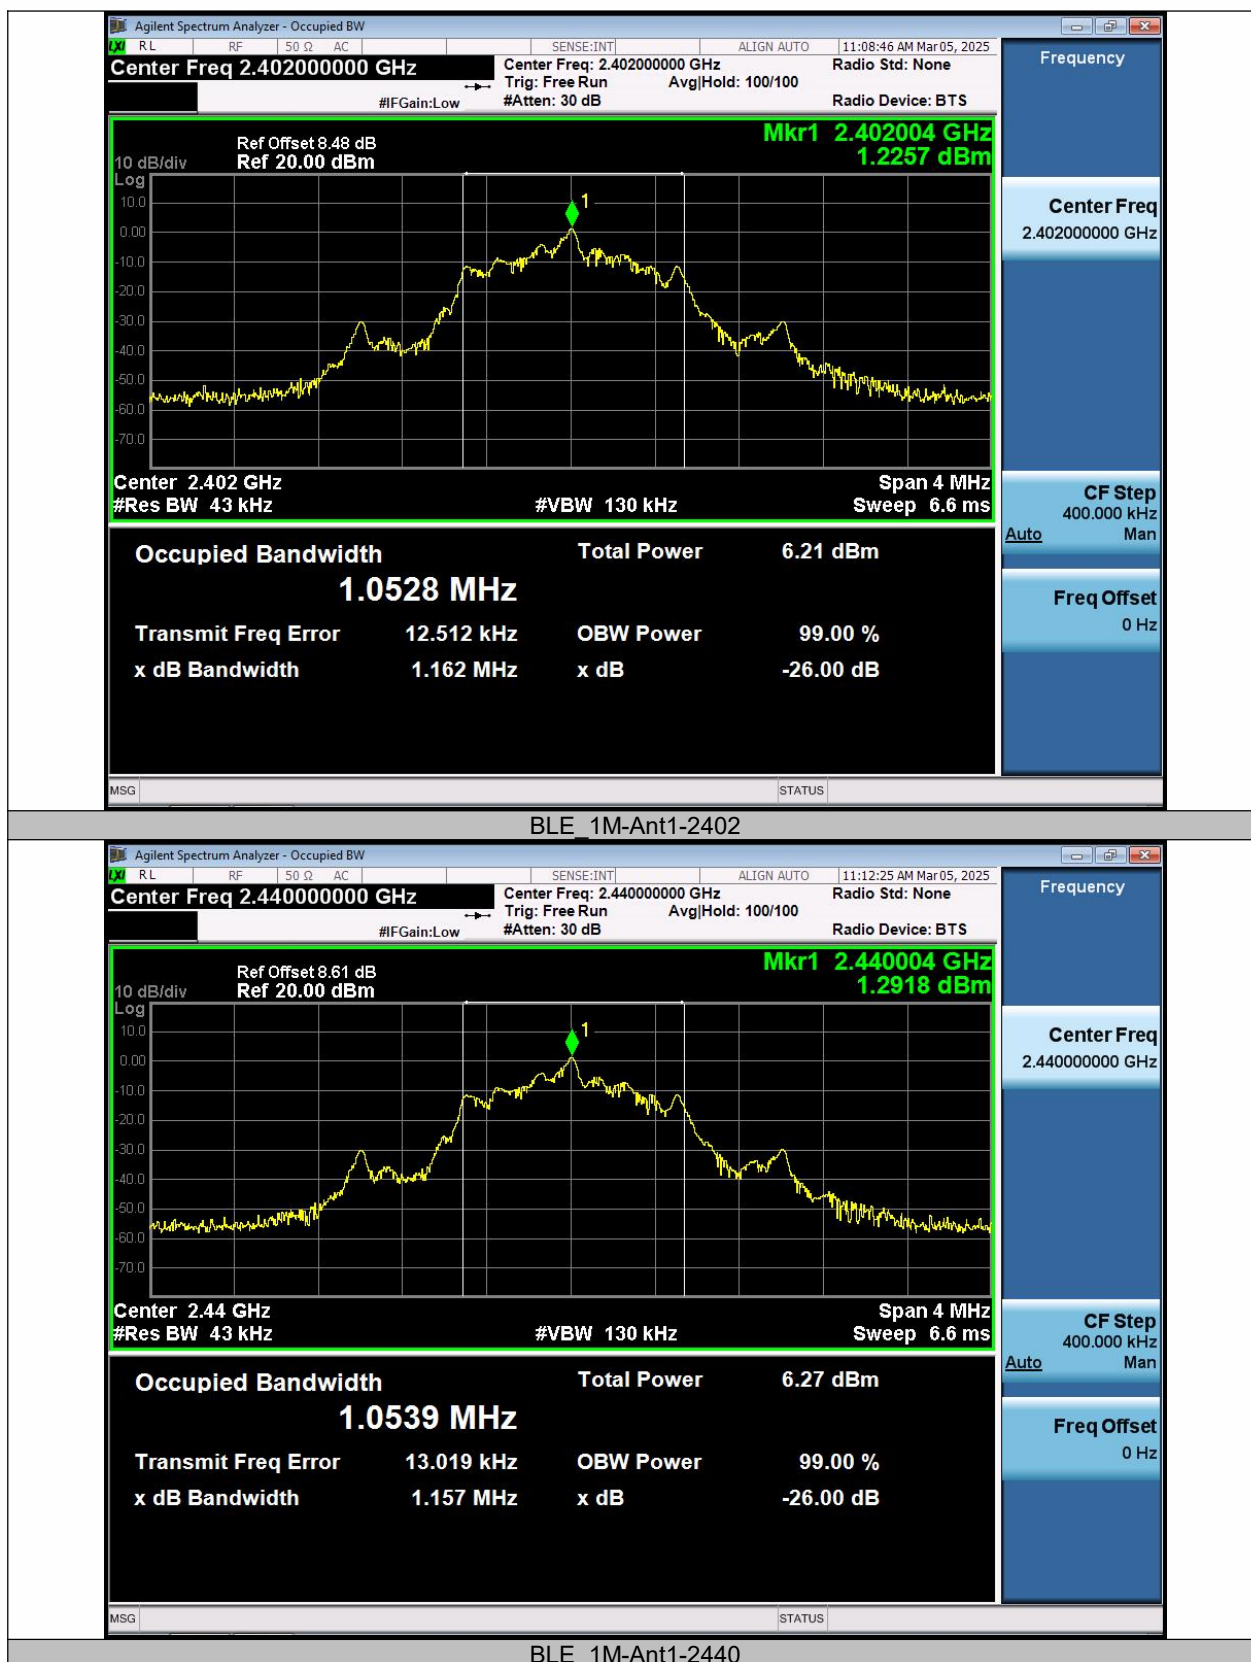 Agilent Spectrum Analyzer - Occupied BW
LXI RL RF 50 Ω AC SENSE:INT ALIGN AUTO 11:08:46 AM Mar 05, 2025
Center Freq 2.402000000 GHz Center Freq: 2.402000000 GHz Radio Std: None Frequency
Trig: Free Run Avg|Hold: 100/100
#IFGain:Low #Atten: 30 dB Radio Device: BTS
Mkr1 2.402004 GHz
Ref Offset 8.48 dB 1.2257 dBm
10 dB/div Ref 20.00 dBm
Log
10.0 1
0.00
-10.0
-20.0
-30.0
-40.0
-50.0
-60.0
-70.0
Center Freq
2.402000000 GHz
Center 2.402 GHz Span 4 MHz
#Res BW 43 kHz #VBW 130 kHz Sweep 6.6 ms
CF Step
400.000 kHz
Auto Man
Occupied Bandwidth Total Power 6.21 dBm
1.0528 MHz
Freq Offset
0 Hz
Transmit Freq Error 12.512 kHz OBW Power 99.00 %
x dB Bandwidth 1.162 MHz x dB -26.00 dB
MSG STATUS
BLE_1M-Ant1-2402
Agilent Spectrum Analyzer - Occupied BW
LXI RL RF 50 Ω AC SENSE:INT ALIGN AUTO 11:12:25 AM Mar 05, 2025
Center Freq 2.440000000 GHz Center Freq: 2.440000000 GHz Radio Std: None Frequency
Trig: Free Run Avg|Hold: 100/100
#IFGain:Low #Atten: 30 dB Radio Device: BTS
Mkr1 2.440004 GHz
Ref Offset 8.61 dB 1.2918 dBm
10 dB/div Ref 20.00 dBm
Log
10.0 1
0.00
-10.0
-20.0
-30.0
-40.0
-50.0
-60.0
-70.0
Center Freq
2.440000000 GHz
Center 2.44 GHz Span 4 MHz
#Res BW 43 kHz #VBW 130 kHz Sweep 6.6 ms
CF Step
400.000 kHz
Auto Man
Occupied Bandwidth Total Power 6.27 dBm
1.0539 MHz
Freq Offset
0 Hz
Transmit Freq Error 13.019 kHz OBW Power 99.00 %
x dB Bandwidth 1.157 MHz x dB -26.00 dB
MSG STATUS
BLE_1M-Ant1-2440